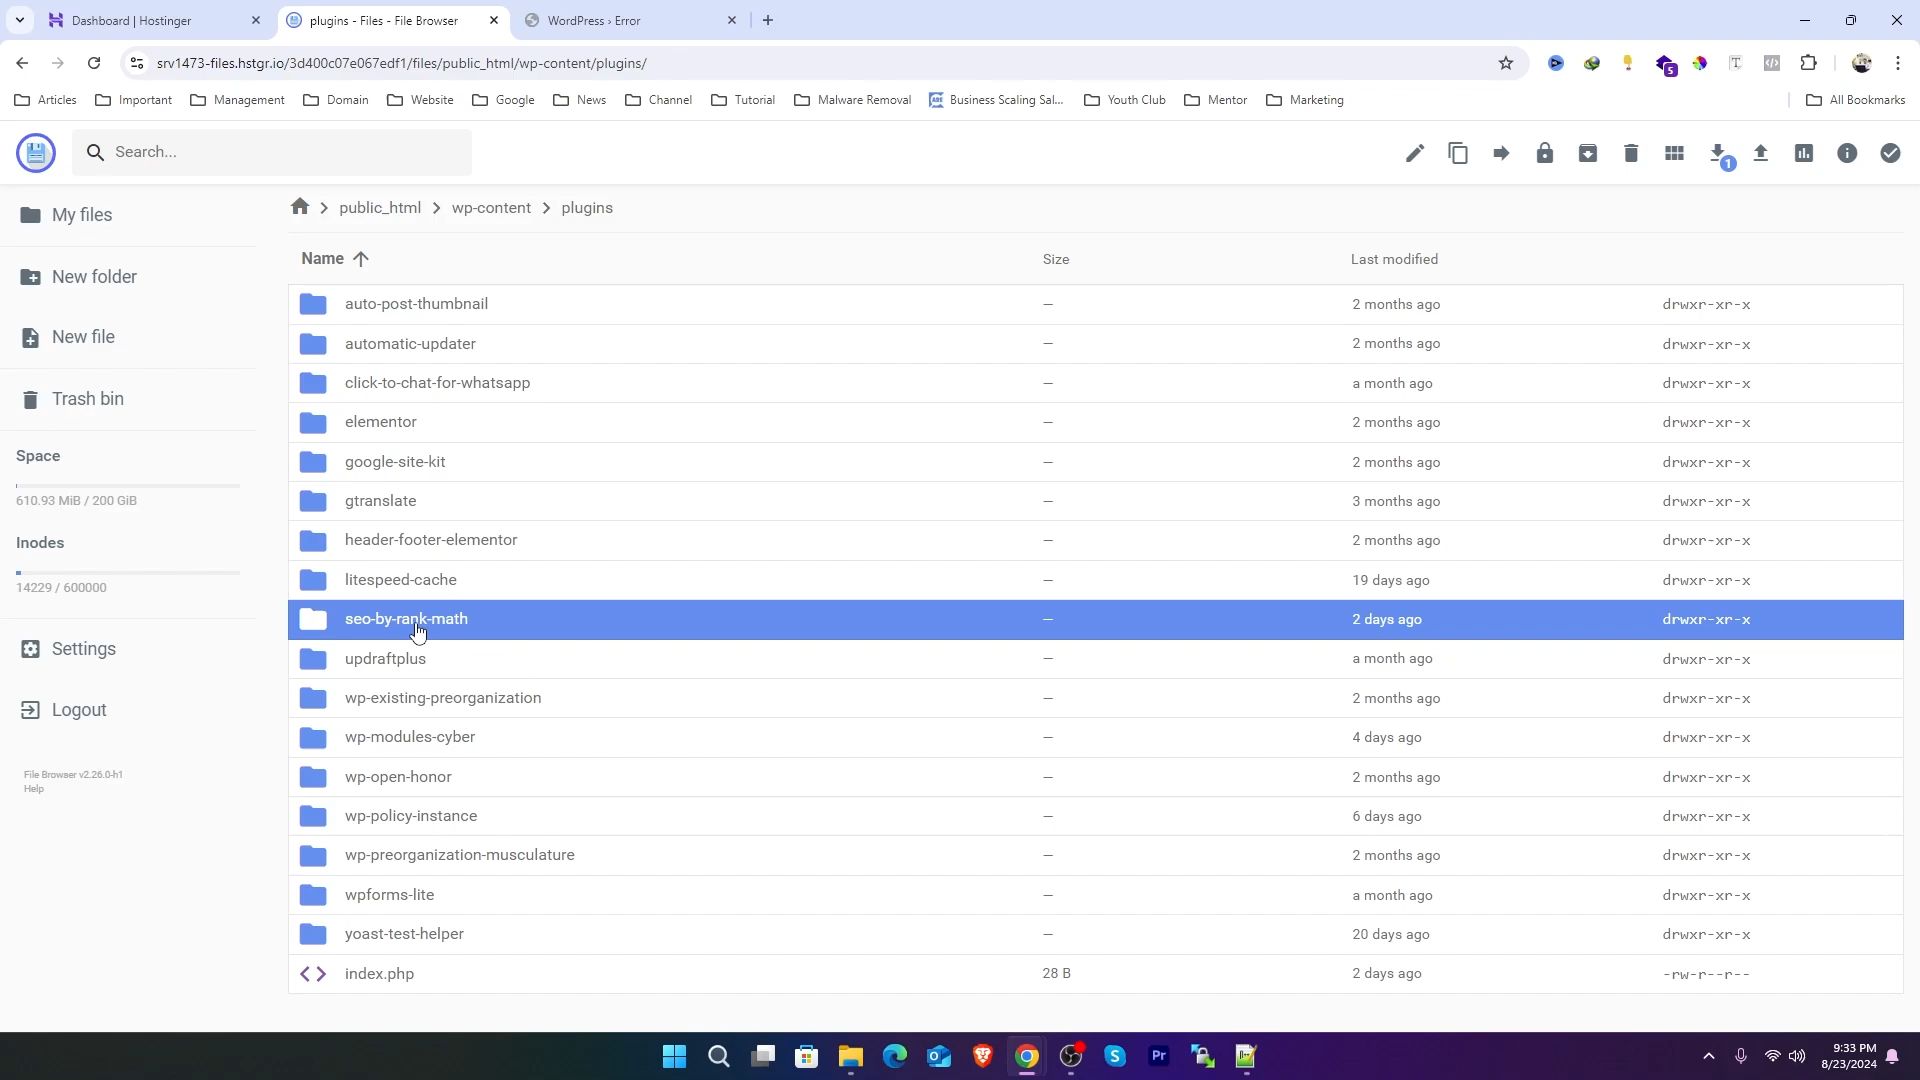 Dashboard | Hostinger
plugins - Files - File Browser
WordPress › Error
srv1473-files.hstgr.io/3d400c07e067edf1/files/public_html/wp-content/plugins/
Articles Important Management Domain Website Google News Channel Tutorial Malware Removal Business Scaling Sal... Youth Club Mentor Marketing All Bookmarks
Search...
1
My files
New folder
New file
Trash bin
Space
610.93 MiB / 200 GiB
Inodes
14229 / 600000
Settings
Logout
File Browser v2.26.0-h1
Help
public_html > wp-content > plugins
Name Size Last modified
auto-post-thumbnail — 2 months ago drwxr-xr-x
automatic-updater — 2 months ago drwxr-xr-x
click-to-chat-for-whatsapp — a month ago drwxr-xr-x
elementor — 2 months ago drwxr-xr-x
google-site-kit — 2 months ago drwxr-xr-x
gtranslate — 3 months ago drwxr-xr-x
header-footer-elementor — 2 months ago drwxr-xr-x
litespeed-cache — 19 days ago drwxr-xr-x
seo-by-rank-math — 2 days ago drwxr-xr-x
updraftplus — a month ago drwxr-xr-x
wp-existing-preorganization — 2 months ago drwxr-xr-x
wp-modules-cyber — 4 days ago drwxr-xr-x
wp-open-honor — 2 months ago drwxr-xr-x
wp-policy-instance — 6 days ago drwxr-xr-x
wp-preorganization-musculature — 2 months ago drwxr-xr-x
wpforms-lite — a month ago drwxr-xr-x
yoast-test-helper — 20 days ago drwxr-xr-x
index.php 28 B 2 days ago -rw-r--r--
9:33 PM
8/23/2024